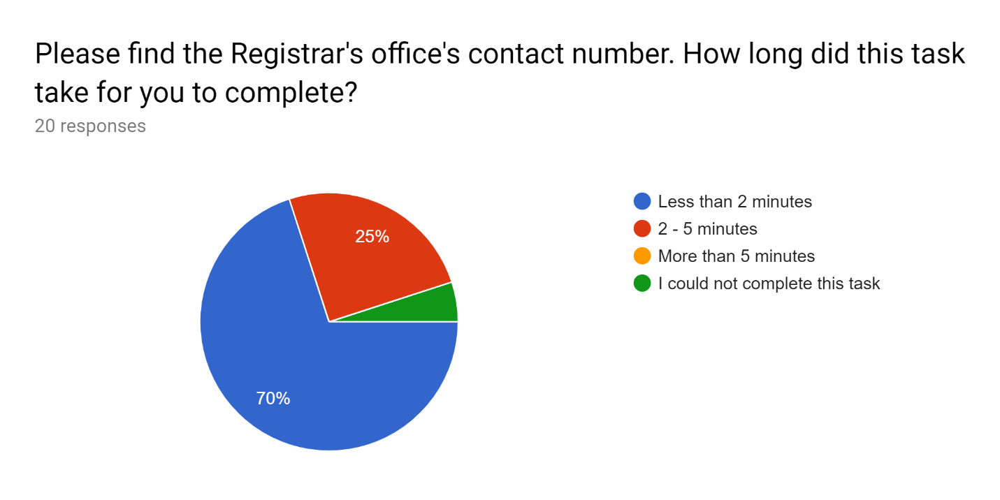 Please find the Registrar's office's contact number. How long did this task
take for you to complete?
20 responses
25%
70%
Less than 2 minutes
2 - 5 minutes
More than 5 minutes
I could not complete this task